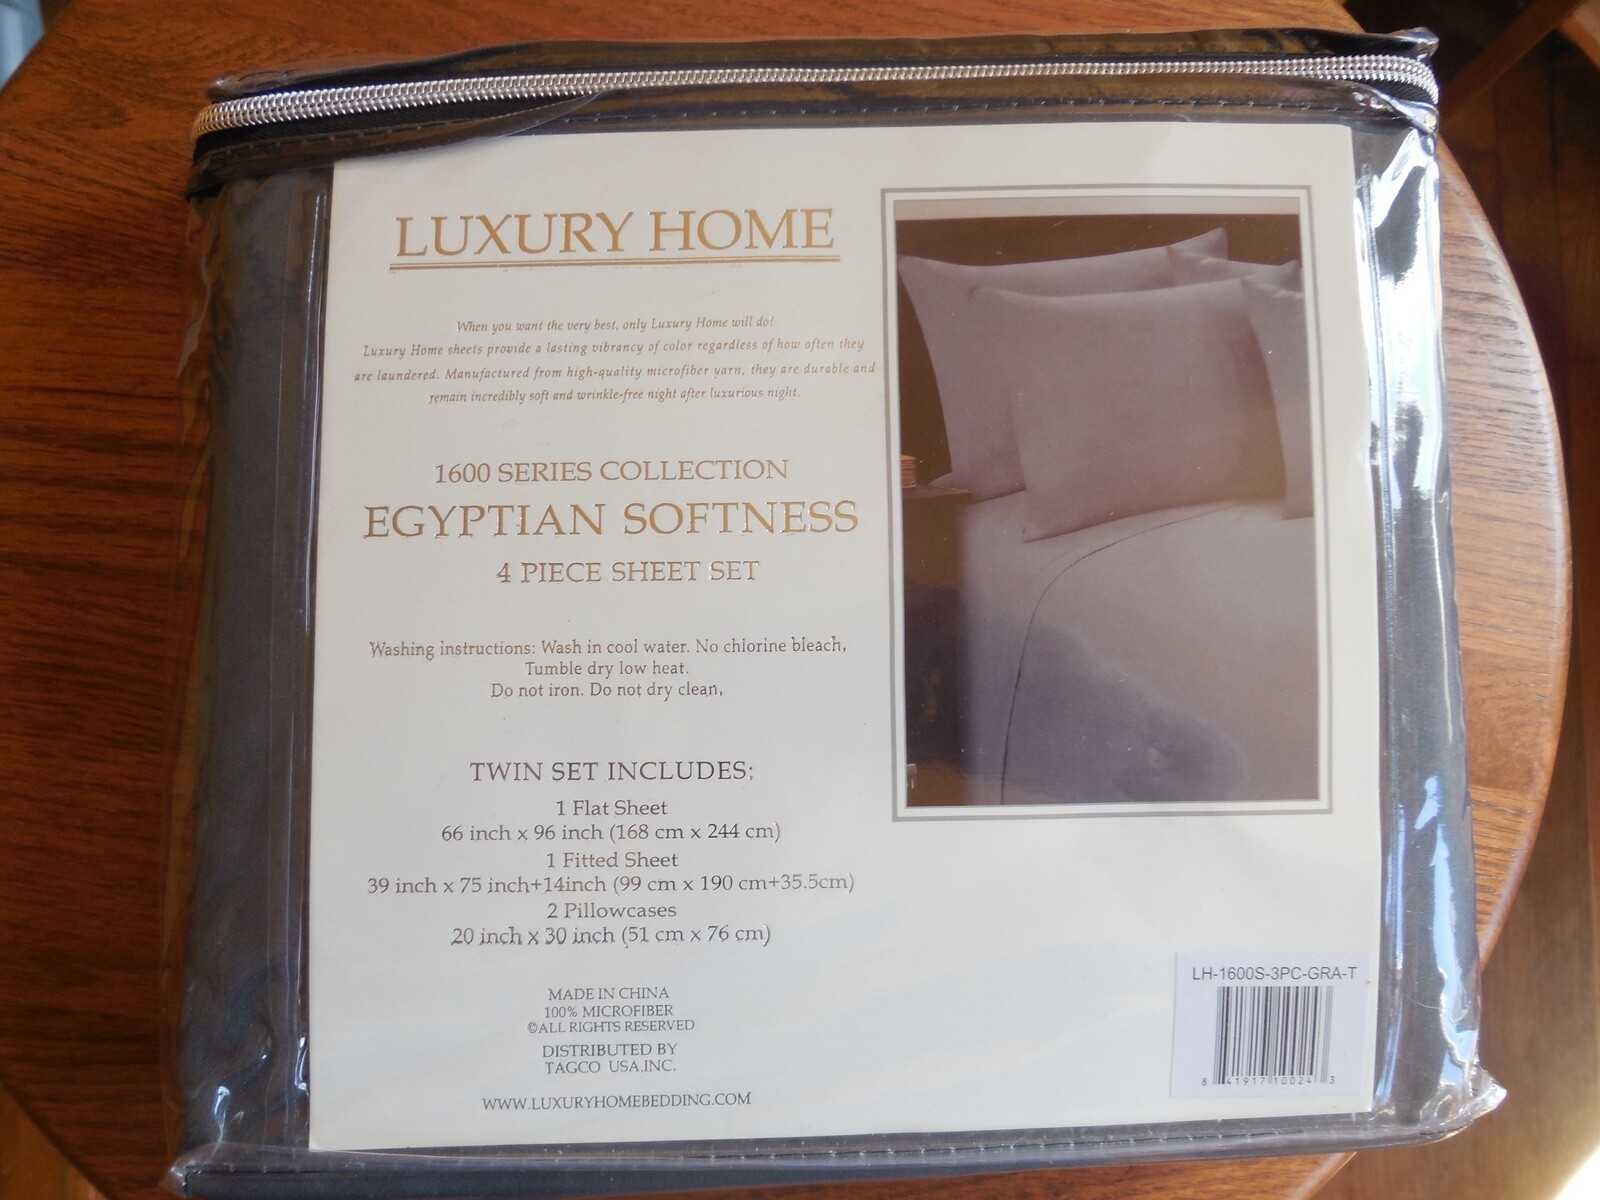 LUXURY HOME
When you want the very best, only Luxury Home will do!
Luxury Home sheets provide a lasting vibrancy of color regardless of how often they
are laundered. Manufactured from high-quality microfiber yarn, they are durable and
remain incredibly soft and wrinkle-free night after luxurious night.
1600 SERIES COLLECTION
EGYPTIAN SOFTNESS
4 PIECE SHEET SET
Washing instructions: Wash in cool water. No chlorine bleach,
Tumble dry low heat.
Do not iron. Do not dry clean,
TWIN SET INCLUDES:
1 Flat Sheet
66 inch x 96 inch (168 cm x 244 cm)
1 Fitted Sheet
39 inch x 75 inch+14inch (99 cm x 190 cm+35.5cm)
2 Pillowcases
20 inch x 30 inch (51 cm x 76 cm)
MADE IN CHINA
100% MICROFIBER
©ALL RIGHTS RESERVED
DISTRIBUTED BY
TAGCO USA,INC.
WWW.LUXURYHOMEBEDDING.COM
LH-1600S-3PC-GRA-T
8 41917 10024 3